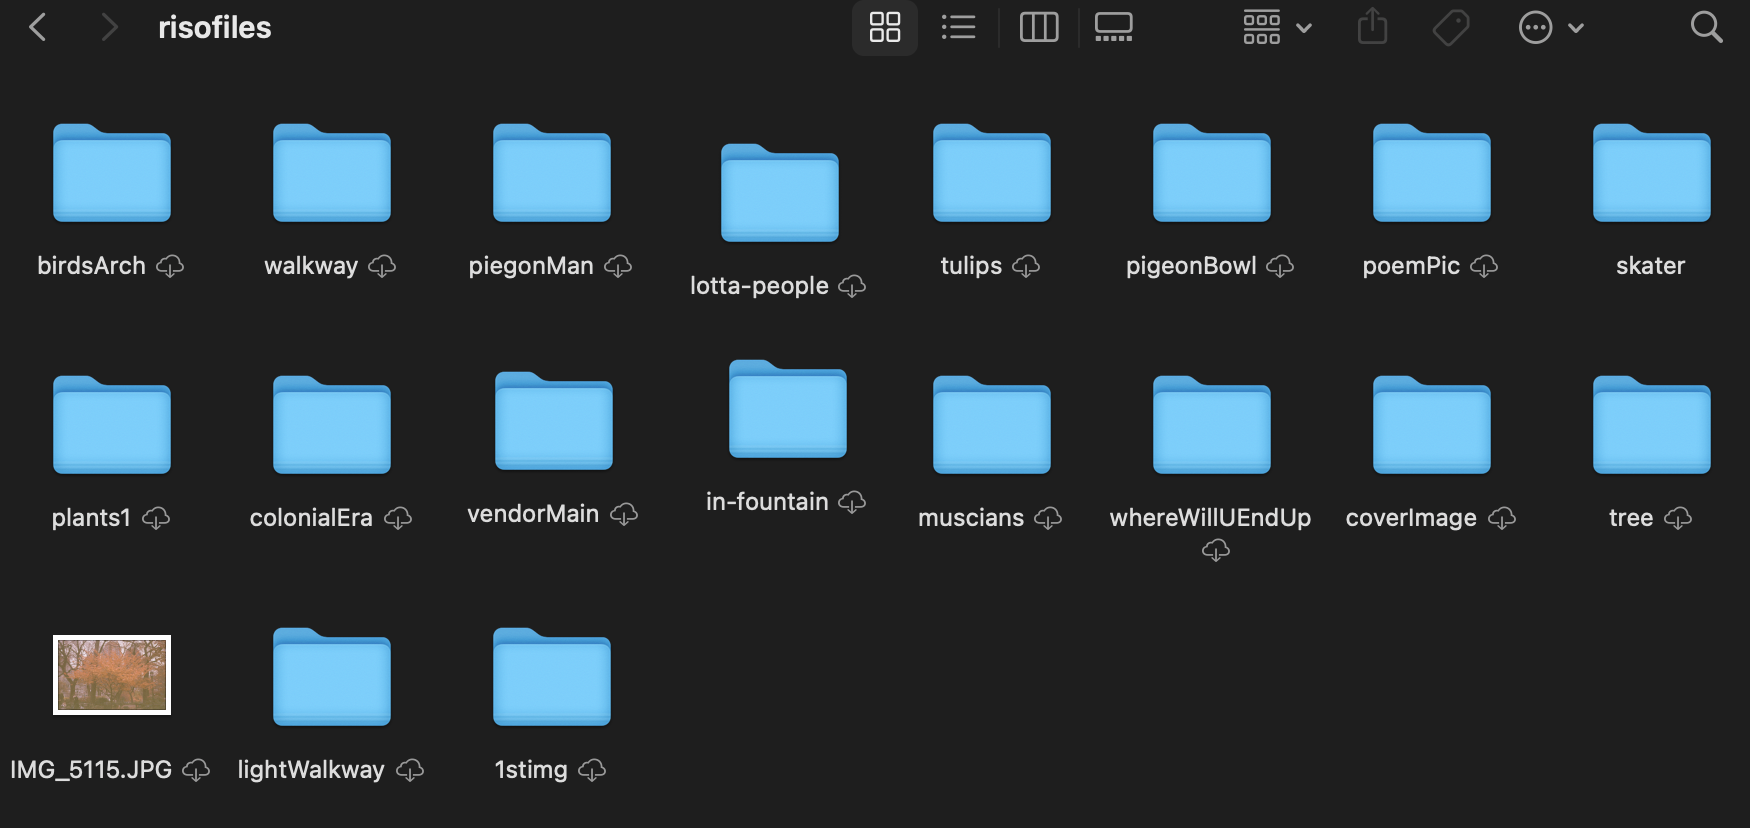 risofiles
birdsArch
walkway
piegonMan
lotta-people
tulips
pigeonBowl
poemPic
skater
plants1
colonialEra
vendorMain
in-fountain
muscians
whereWillUEndUp
coverImage
tree
IMG_5115.JPG
lightWalkway
1stimg